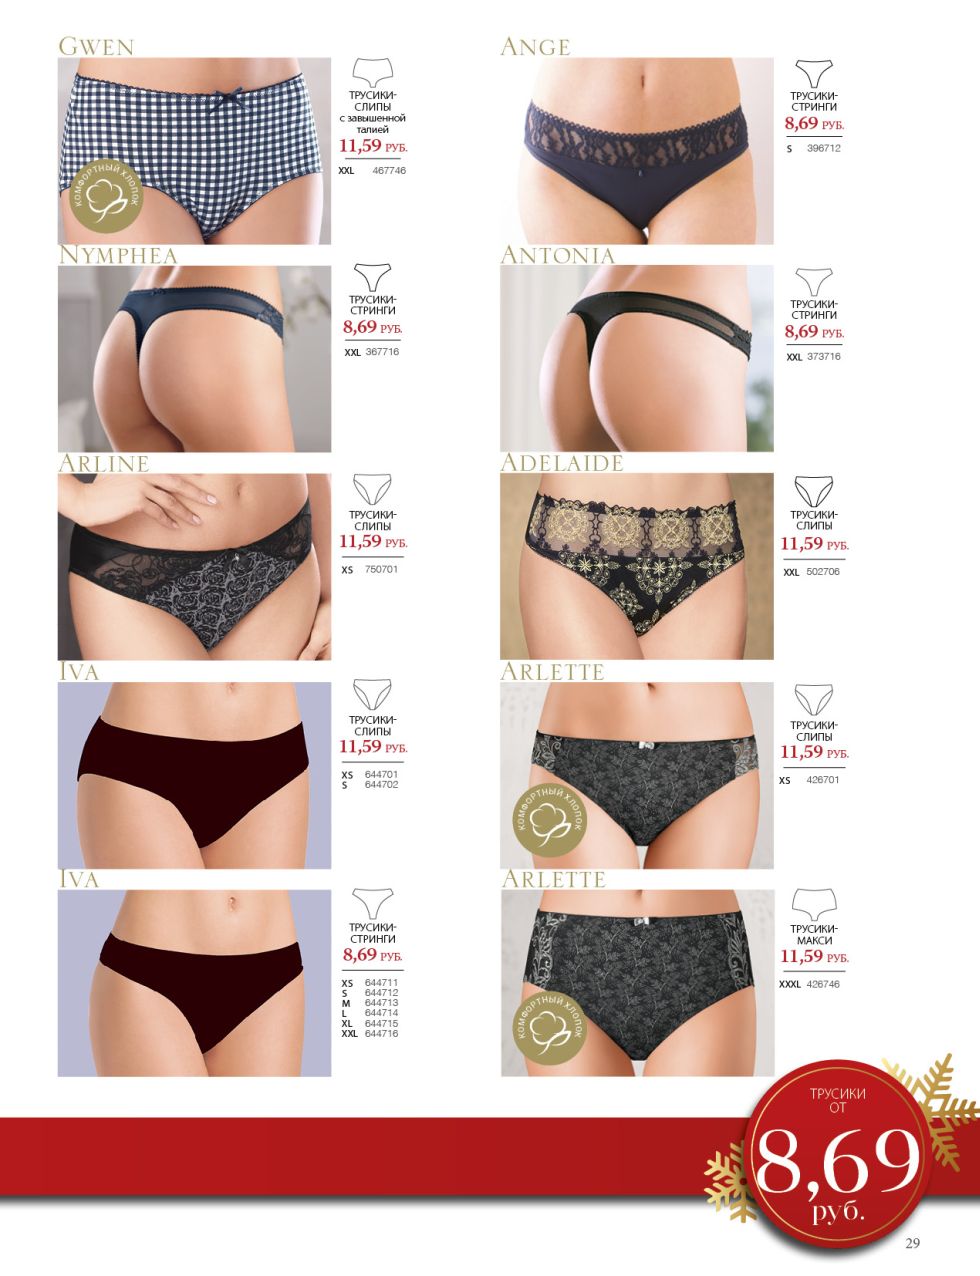 GWEN
ТРУСИКИ-
СЛИПЫ
с завышенной
талией
11,59 РУБ.
XXL 467746
КОМФОРТНЫЙ ХЛОПОК
ANGE
ТРУСИКИ-
СТРИНГИ
8,69 РУБ.
S 396712
NYMPHEA
ТРУСИКИ-
СТРИНГИ
8,69 РУБ.
XXL 367716
ANTONIA
ТРУСИКИ-
СТРИНГИ
8,69 РУБ.
XXL 373716
ARLINE
ТРУСИКИ-
СЛИПЫ
11,59 РУБ.
XS 750701
ADELAIDE
ТРУСИКИ-
СЛИПЫ
11,59 РУБ.
XXL 502706
IVA
ТРУСИКИ-
СЛИПЫ
11,59 РУБ.
XS 644701
S 644702
ARLETTE
ТРУСИКИ-
СЛИПЫ
11,59 РУБ.
XS 426701
КОМФОРТНЫЙ ХЛОПОК
IVA
ТРУСИКИ-
СТРИНГИ
8,69 РУБ.
XS 644711
S 644712
M 644713
L 644714
XL 644715
XXL 644716
ARLETTE
ТРУСИКИ-
МАКСИ
11,59 РУБ.
XXXL 426746
КОМФОРТНЫЙ ХЛОПОК
ТРУСИКИ
ОТ
8,69
руб.
29